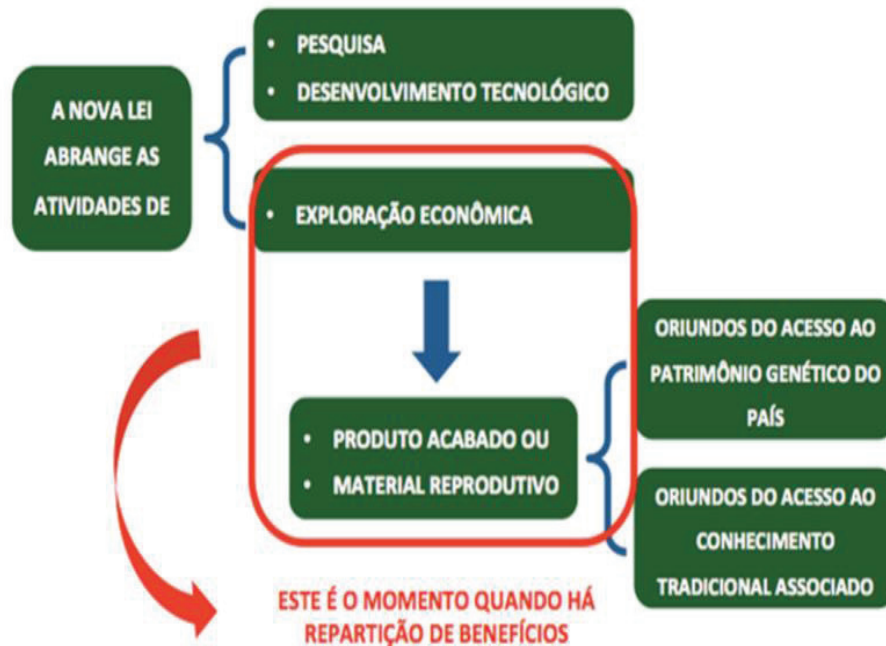 A NOVA LEI
ABRANGE AS
ATIVIDADES DE
• PESQUISA
• DESENVOLVIMENTO TECNOLÓGICO
• EXPLORAÇÃO ECONÔMICA
• PRODUTO ACABADO OU
• MATERIAL REPRODUTIVO
ORIUNDOS DO ACESSO AO
PATRIMÔNIO GENÉTICO DO
PAÍS
ORIUNDOS DO ACESSO AO
CONHECIMENTO
TRADICIONAL ASSOCIADO
ESTE É O MOMENTO QUANDO HÁ
REPARTIÇÃO DE BENEFÍCIOS